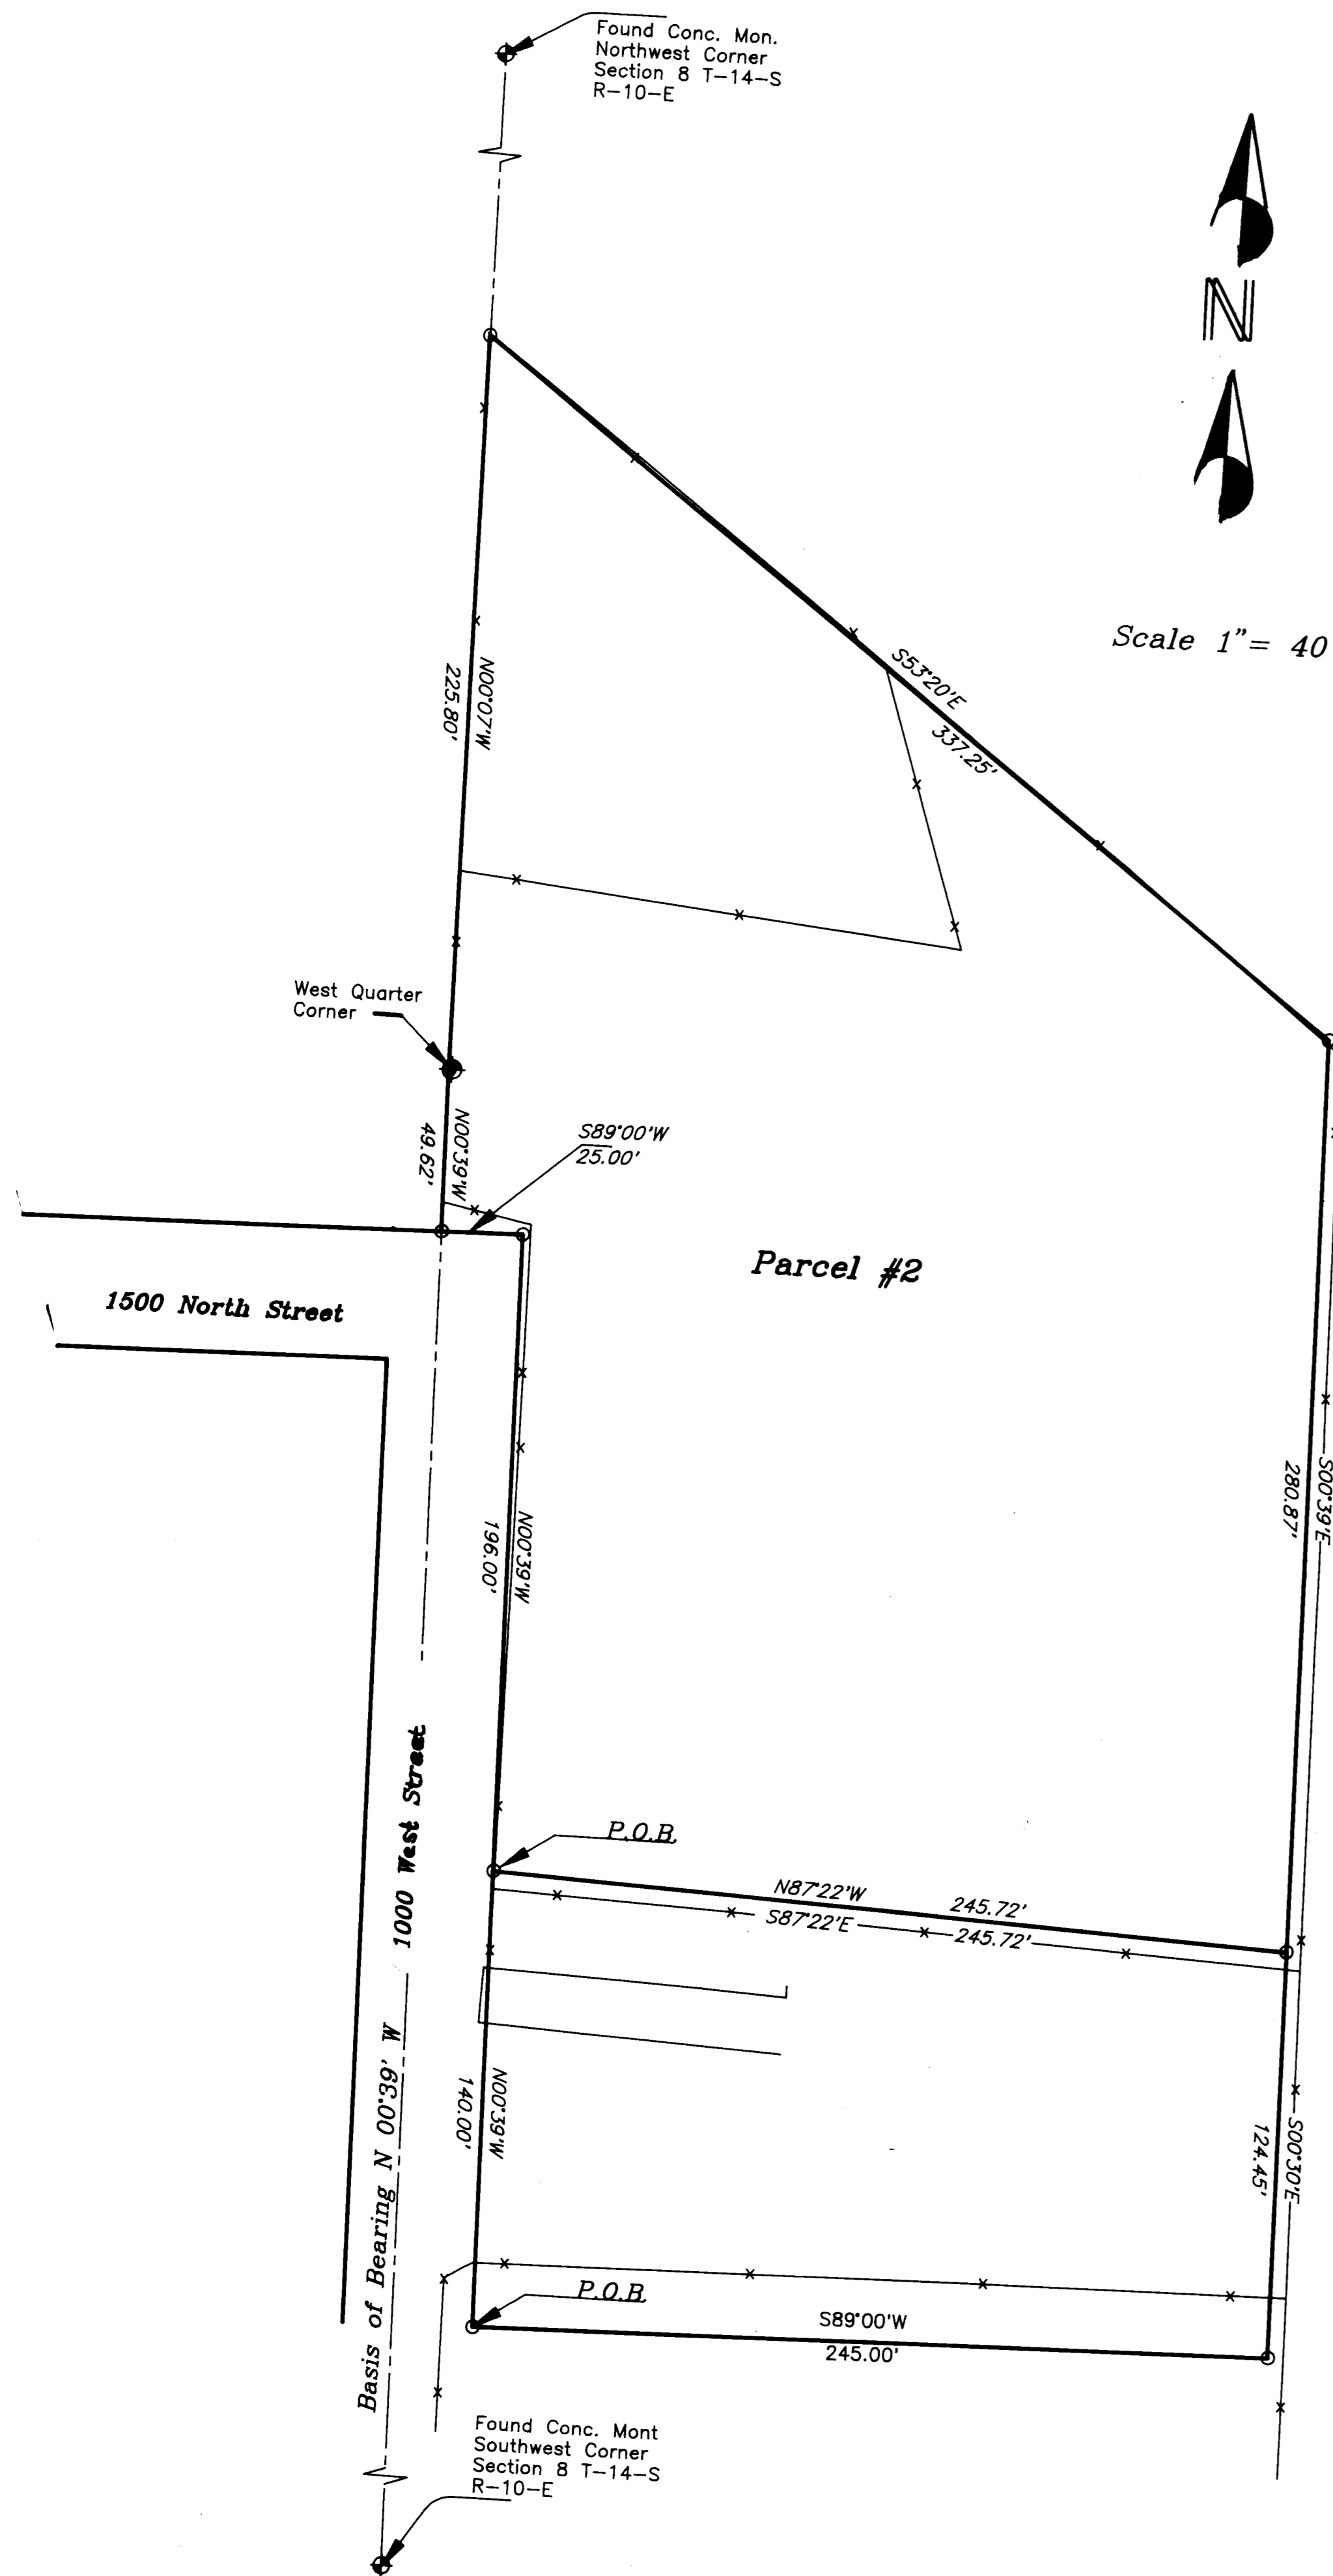 Found Conc. Mon.
Northwest Corner
Section 8 T-14-S
R-10-E
N
Scale 1"= 40
S53°20'E
337.25'
N00°07'W
225.80'
West Quarter
Corner
N00°39'W
49.62'
S89°00'W
25.00'
Parcel #2
1500 North Street
S00°39'E
280.87'
N00°39'W
196.00'
1000 West Street
P.O.B.
N87°22'W 245.72'
S87°22'E 245.72'
Basis of Bearing N 00°39' W
N00°39'W
140.00'
S00°30'E
124.45'
P.O.B.
S89°00'W
245.00'
Found Conc. Mont
Southwest Corner
Section 8 T-14-S
R-10-E